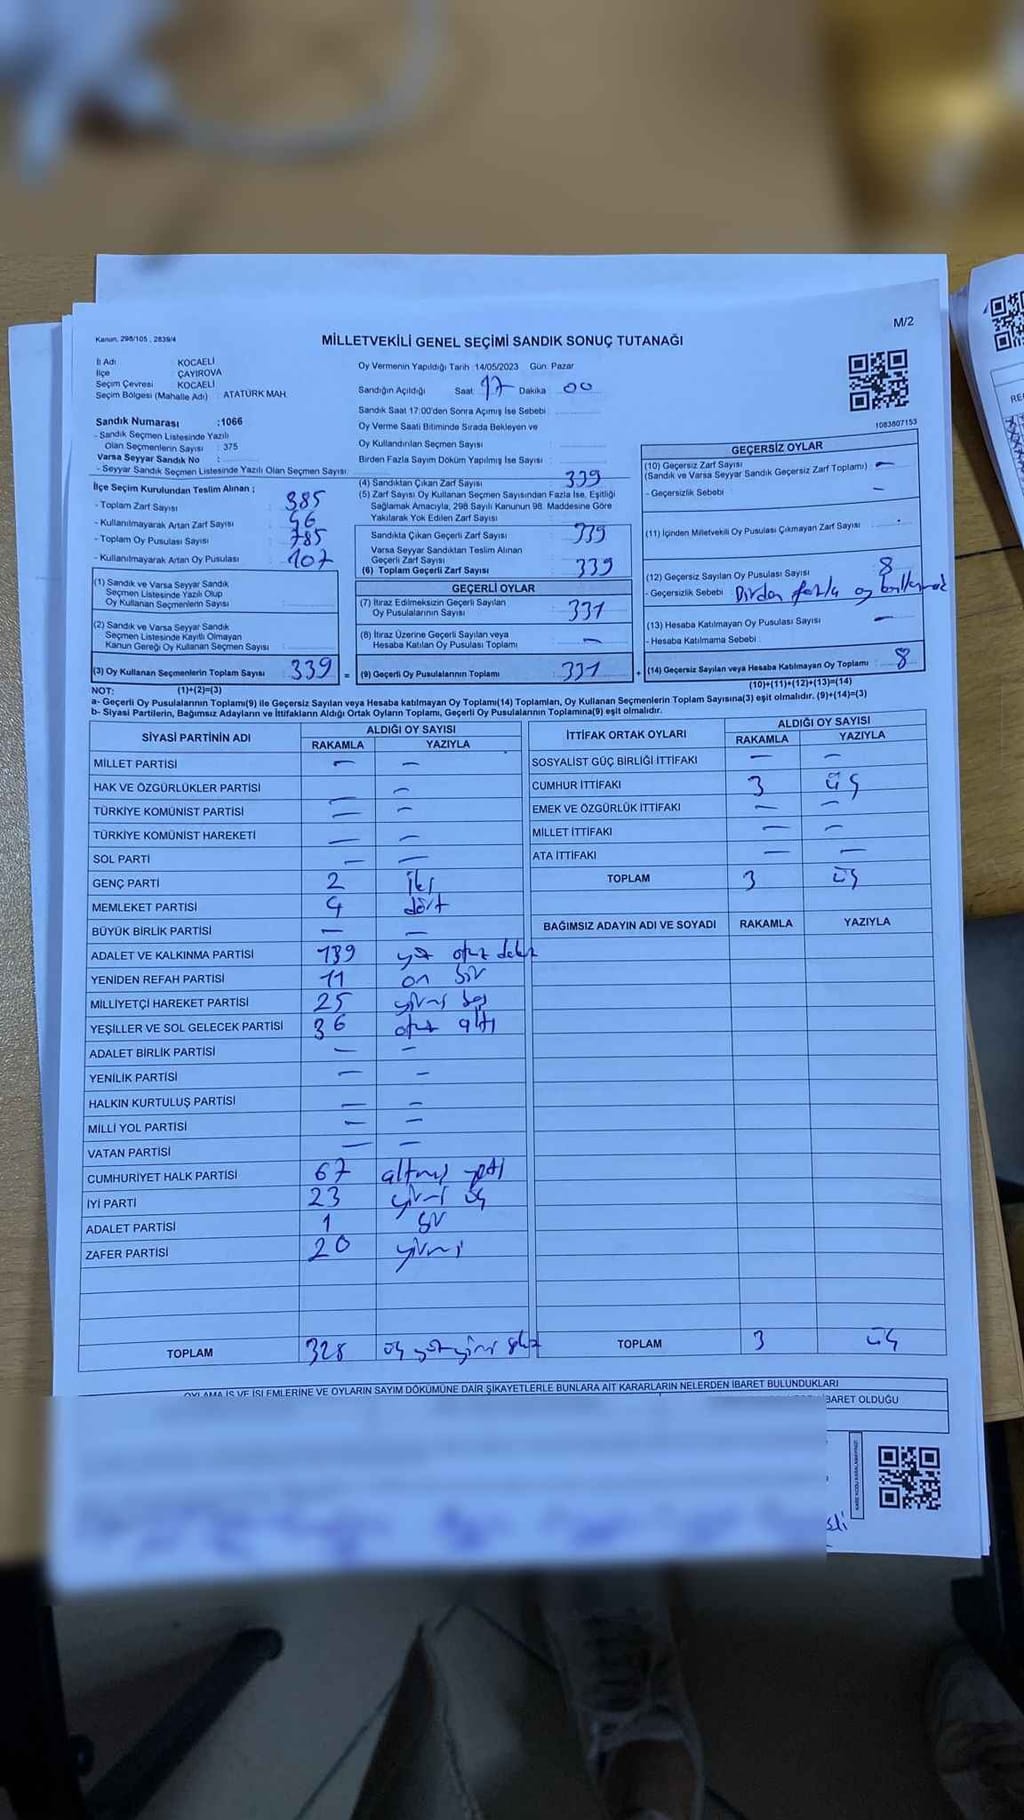 M/2
Kanun. 298/105 , 2839/4
MİLLETVEKİLİ GENEL SEÇİMİ SANDIK SONUÇ TUTANAĞI
İl Adı KOCAELİ
İlçe ÇAYIROVA
Seçim Çevresi KOCAELİ
Seçim Bölgesi (Mahalle Adı) : ATATÜRK MAH.
Sandık Numarası :1066
- Sandık Seçmen Listesinde Yazılı
Olan Seçmenlerin Sayısı : 375
Varsa Seyyar Sandık No :
- Seyyar Sandık Seçmen Listesinde Yazılı Olan Seçmen Sayısı:
Oy Vermenin Yapıldığı Tarih 14/05/2023 Gün. Pazar
Sandığın Açıldığı Saat 17 Dakika 00
Sandık Saat 17:00'den Sonra Açımış İse Sebebi :
Oy Verme Saati Bitiminde Sırada Bekleyen ve
Oy Kullandırılan Seçmen Sayısı :
Birden Fazla Sayım Döküm Yapılmış İse Sayısı :
1083807153
İlçe Seçim Kurulundan Teslim Alınan ;
- Toplam Zarf Sayısı : 385
- Kullanılmayarak Artan Zarf Sayısı : 46
- Toplam Oy Pusulası Sayısı : 785
- Kullanılmayarak Artan Oy Pusulası : 107
(1) Sandık ve Varsa Seyyar Sandık
Seçmen Listesinde Yazılı Olup
Oy Kullanan Seçmenlerin Sayısı :
(2) Sandık ve Varsa Seyyar Sandık
Seçmen Listesinde Kayıtlı Olmayan
Kanun Gereği Oy Kullanan Seçmen Sayısı :
(3) Oy Kullanan Seçmenlerin Toplam Sayısı 339 =
(4) Sandıktan Çıkan Zarf Sayısı : 339
(5) Zarf Sayısı Oy Kullanan Seçmen Sayısından Fazla İse, Eşitliği
Sağlamak Amacıyla, 298 Sayılı Kanunun 98. Maddesine Göre
Yakılarak Yok Edilen Zarf Sayısı :
Sandıkta Çıkan Geçerli Zarf Sayısı : 339
Varsa Seyyar Sandıktan Teslim Alınan
Geçerli Zarf Sayısı :
(6) Toplam Geçerli Zarf Sayısı : 339
GEÇERLİ OYLAR
(7) İtiraz Edilmeksizin Geçerli Sayılan
Oy Pusulalarının Sayısı : 331
(8) İtiraz Üzerine Geçerli Sayılan veya
Hesaba Katılan Oy Pusulası Toplamı : –
(9) Geçerli Oy Pusulalarının Toplamı : 331 +
GEÇERSİZ OYLAR
(10) Geçersiz Zarf Sayısı : –
(Sandık ve Varsa Seyyar Sandık Geçersiz Zarf Toplamı)
- Geçersizlik Sebebi : –
(11) İçinden Milletvekili Oy Pusulası Çıkmayan Zarf Sayısı :
(12) Geçersiz Sayılan Oy Pusulası Sayısı : 8
- Geçersizlik Sebebi : Birden fazla oy
(13) Hesaba Katılmayan Oy Pusulası Sayısı : –
- Hesaba Katılmama Sebebi :
(14) Geçersiz Sayılan veya Hesaba Katılmayan Oy Toplamı : 8
NOT: (1)+(2)=(3) (10)+(11)+(12)+(13)=(14)
a- Geçerli Oy Pusulalarının Toplamı(9) ile Geçersiz Sayılan veya Hesaba katılmayan Oy Toplamı(14) Toplamları, Oy Kullanan Seçmenlerin Toplam Sayısına(3) eşit olmalıdır. (9)+(14)=(3)
b- Siyasi Partilerin, Bağımsız Adayların ve İttifakların Aldığı Ortak Oyların Toplamı, Geçerli Oy Pusulalarının Toplamına(9) eşit olmalıdır.
SİYASİ PARTİNİN ADI ALDIĞI OY SAYISI
RAKAMLA YAZIYLA
MİLLET PARTİSİ – –
HAK VE ÖZGÜRLÜKLER PARTİSİ – –
TÜRKİYE KOMÜNİST PARTİSİ – –
TÜRKİYE KOMÜNİST HAREKETİ – –
SOL PARTİ – –
GENÇ PARTİ 2 iki
MEMLEKET PARTİSİ 4 dört
BÜYÜK BİRLİK PARTİSİ – –
ADALET VE KALKINMA PARTİSİ 139 yüz otuz dokuz
YENİDEN REFAH PARTİSİ 11 on bir
MİLLİYETÇİ HAREKET PARTİSİ 25 yirmi beş
YEŞİLLER VE SOL GELECEK PARTİSİ 36 otuz altı
ADALET BİRLİK PARTİSİ – –
YENİLİK PARTİSİ – –
HALKIN KURTULUŞ PARTİSİ – –
MİLLİ YOL PARTİSİ – –
VATAN PARTİSİ – –
CUMHURİYET HALK PARTİSİ 67 altmış yedi
İYİ PARTİ 23 yirmi üç
ADALET PARTİSİ 1 bir
ZAFER PARTİSİ 20 yirmi
TOPLAM 328 üç yüz yirmi sekiz
İTTİFAK ORTAK OYLARI ALDIĞI OY SAYISI
RAKAMLA YAZIYLA
SOSYALİST GÜÇ BİRLİĞİ İTTİFAKI – –
CUMHUR İTTİFAKI 3 üç
EMEK VE ÖZGÜRLÜK İTTİFAKI – –
MİLLET İTTİFAKI – –
ATA İTTİFAKI – –
TOPLAM 3 üç
BAĞIMSIZ ADAYIN ADI VE SOYADI RAKAMLA YAZIYLA
TOPLAM 3 üç
OYLAMA İŞ VE İŞLEMLERİNE VE OYLARIN SAYIM DÖKÜMÜNE DAİR ŞİKAYETLERLE BUNLARA AİT KARARLARIN NELERDEN İBARET BULUNDUKLARI
İBARET OLDUĞU